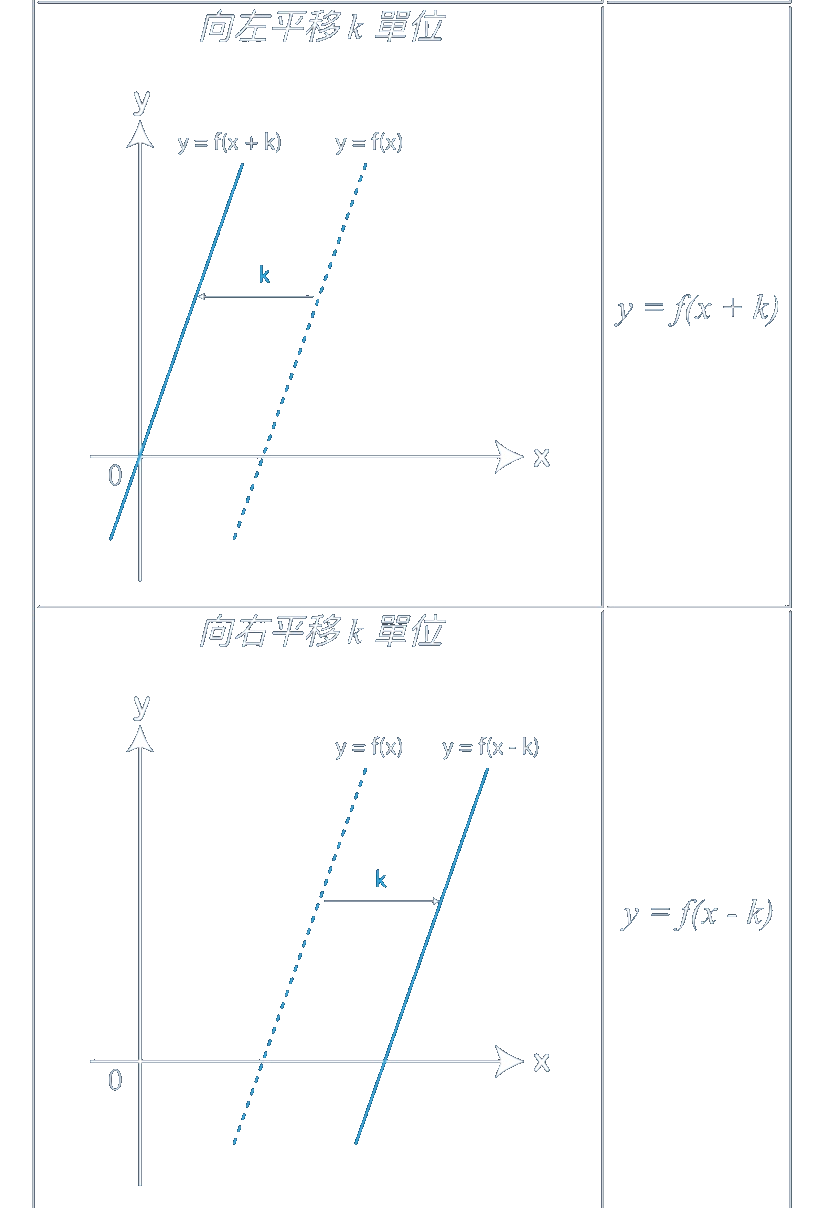 向左平移 k 單位
y
y = f(x + k)
y = f(x)
k
y = f(x + k)
0
x
向右平移 k 單位
y
y = f(x)
y = f(x - k)
k
y = f(x - k)
0
x